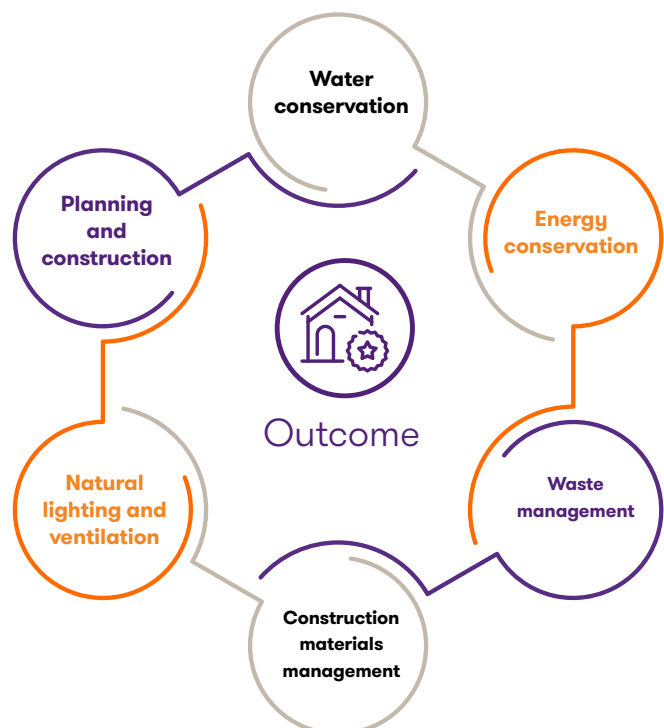 Water
conservation
Planning
and
construction
Energy
conservation
Outcome
Natural
lighting and
ventilation
Waste
management
Construction
materials
management